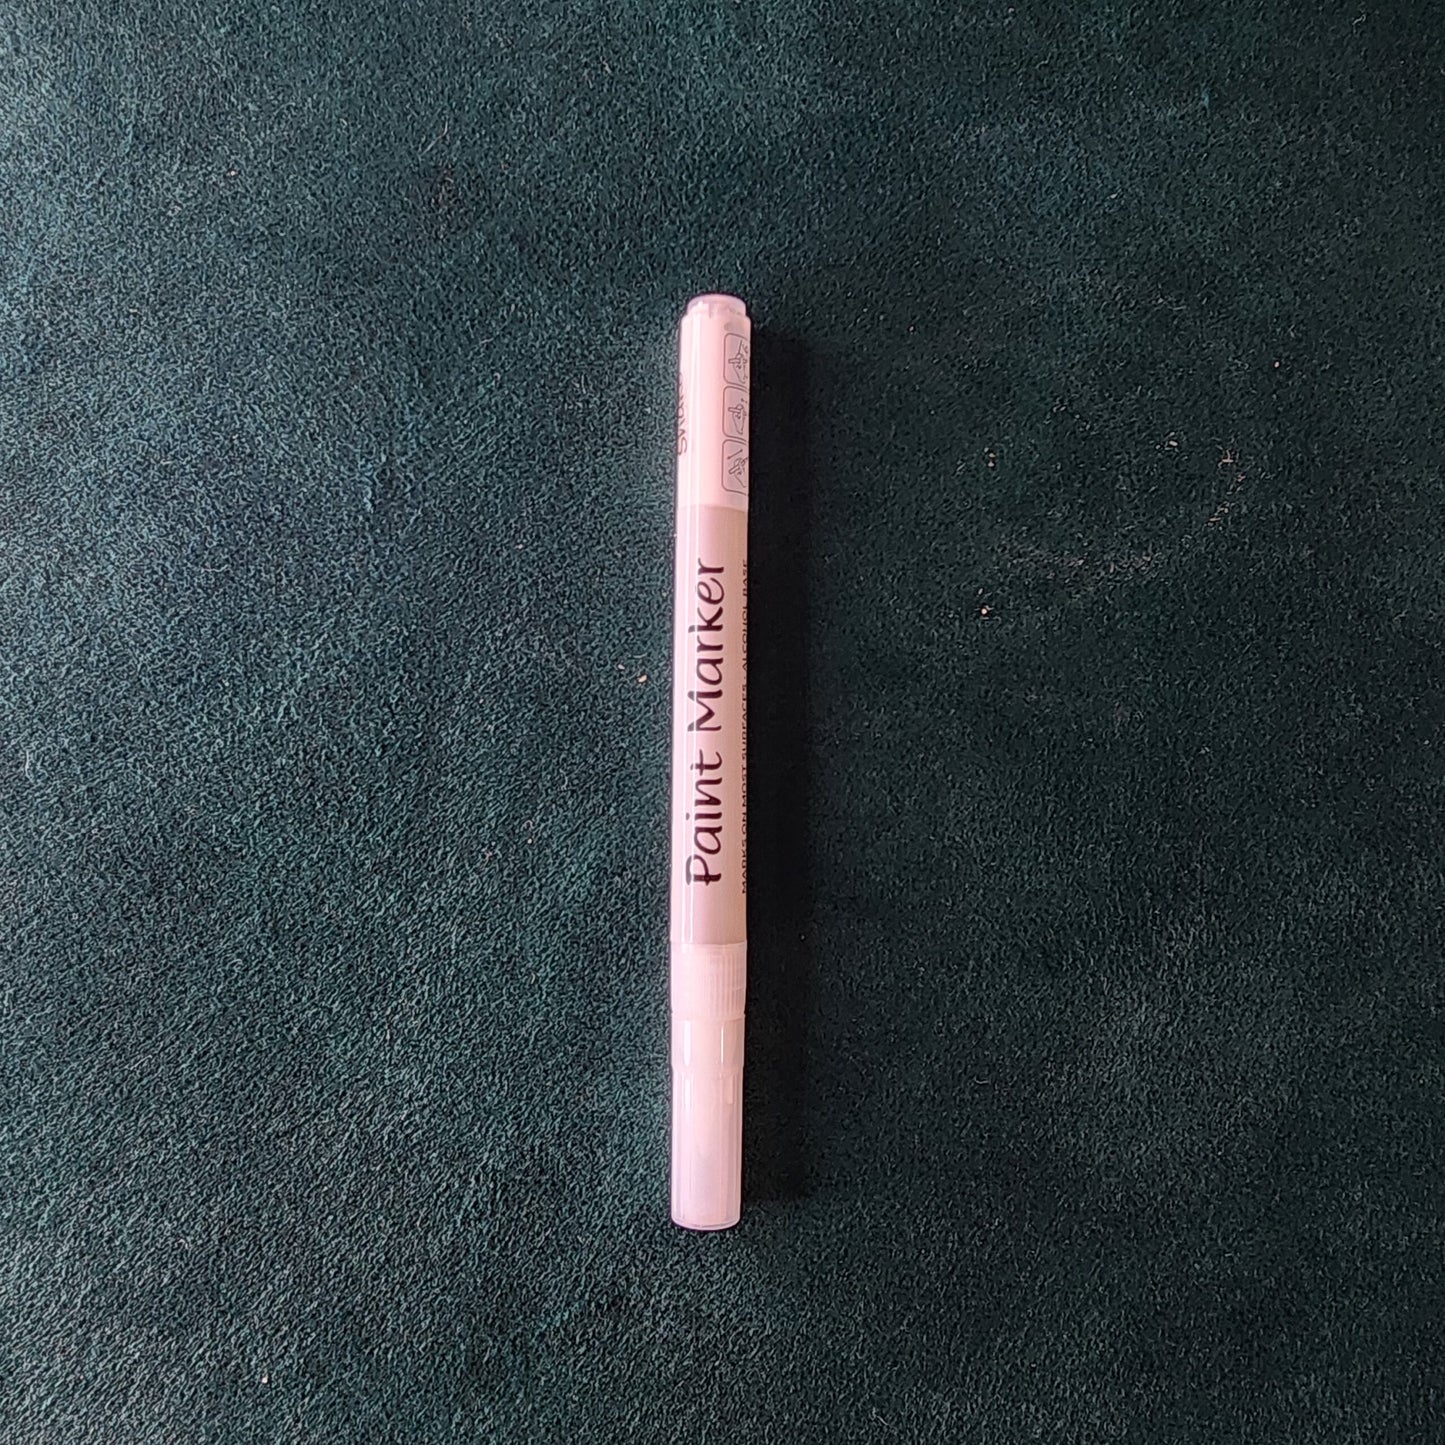 Paint Marker
MARKS ON MOST SURFACES · ALCOHOL BASE